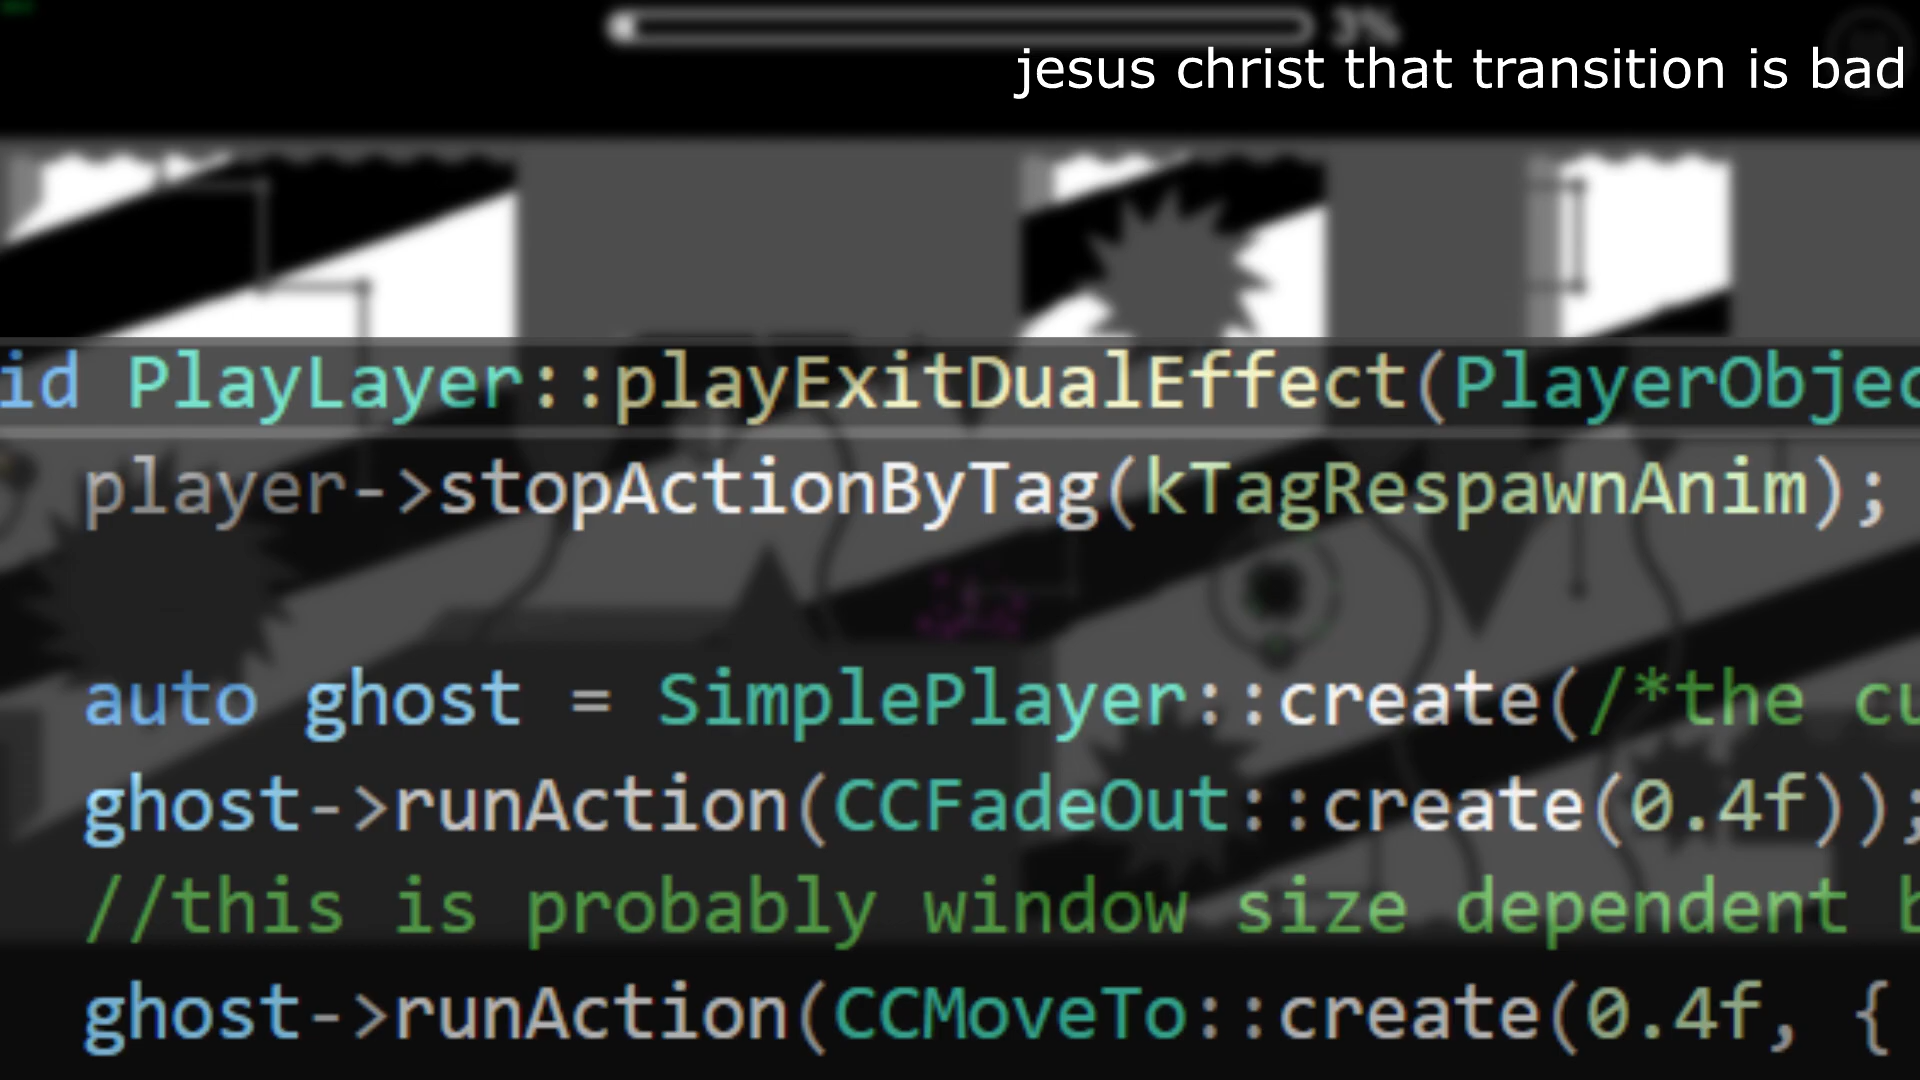 3%
jesus christ that transition is bad
id PlayLayer::playExitDualEffect(PlayerObjec
player->stopActionByTag(kTagRespawnAnim);
auto ghost = SimplePlayer::create(/*the cu
ghost->runAction(CCFadeOut::create(0.4f));
//this is probably window size dependent b
ghost->runAction(CCMoveTo::create(0.4f, {